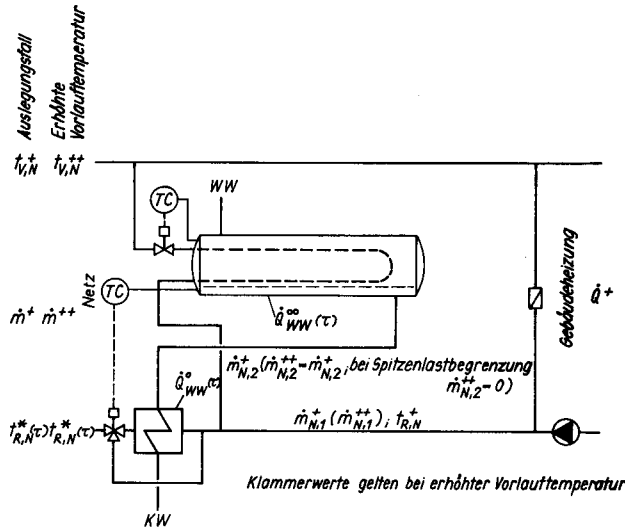 Auslegungsfall
Erhöhte
Vorlauftemperatur
t⁺V,N t⁺⁺V,N
TC
WW
TC
Netz
ṁ⁺ ṁ⁺⁺
Q̇°°WW(τ)
Gebäudeheizung
Q̇⁺
ṁ⁺N,2 (ṁ⁺⁺N,2=ṁ⁺N,2, bei Spitzenlastbegrenzung
ṁ⁺⁺N,2=0)
Q̇°WW(τ)
t*R,N(τ) t*R,N(τ)
ṁ⁺N,1(ṁ⁺⁺N,1); t⁺R,N
KW
Klammerwerte gelten bei erhöhter Vorlauftemperatur